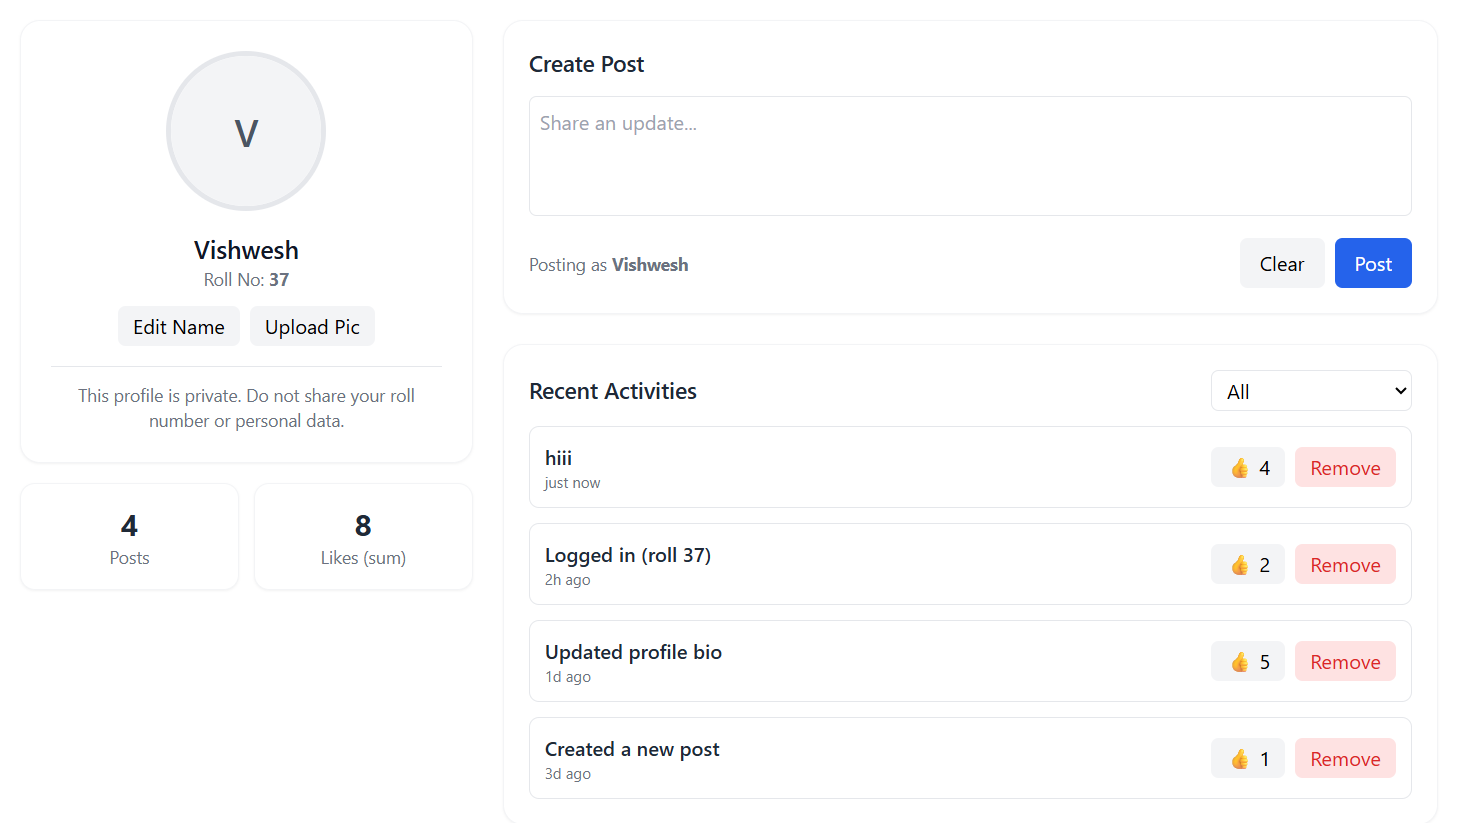 V
Vishwesh
Roll No: 37
Edit Name
Upload Pic
This profile is private. Do not share your roll
number or personal data.
4
Posts
8
Likes (sum)
Create Post
Share an update...
Posting as Vishwesh
Clear
Post
Recent Activities
All
hiii
just now
👍 4
Remove
Logged in (roll 37)
2h ago
👍 2
Remove
Updated profile bio
1d ago
👍 5
Remove
Created a new post
3d ago
👍 1
Remove